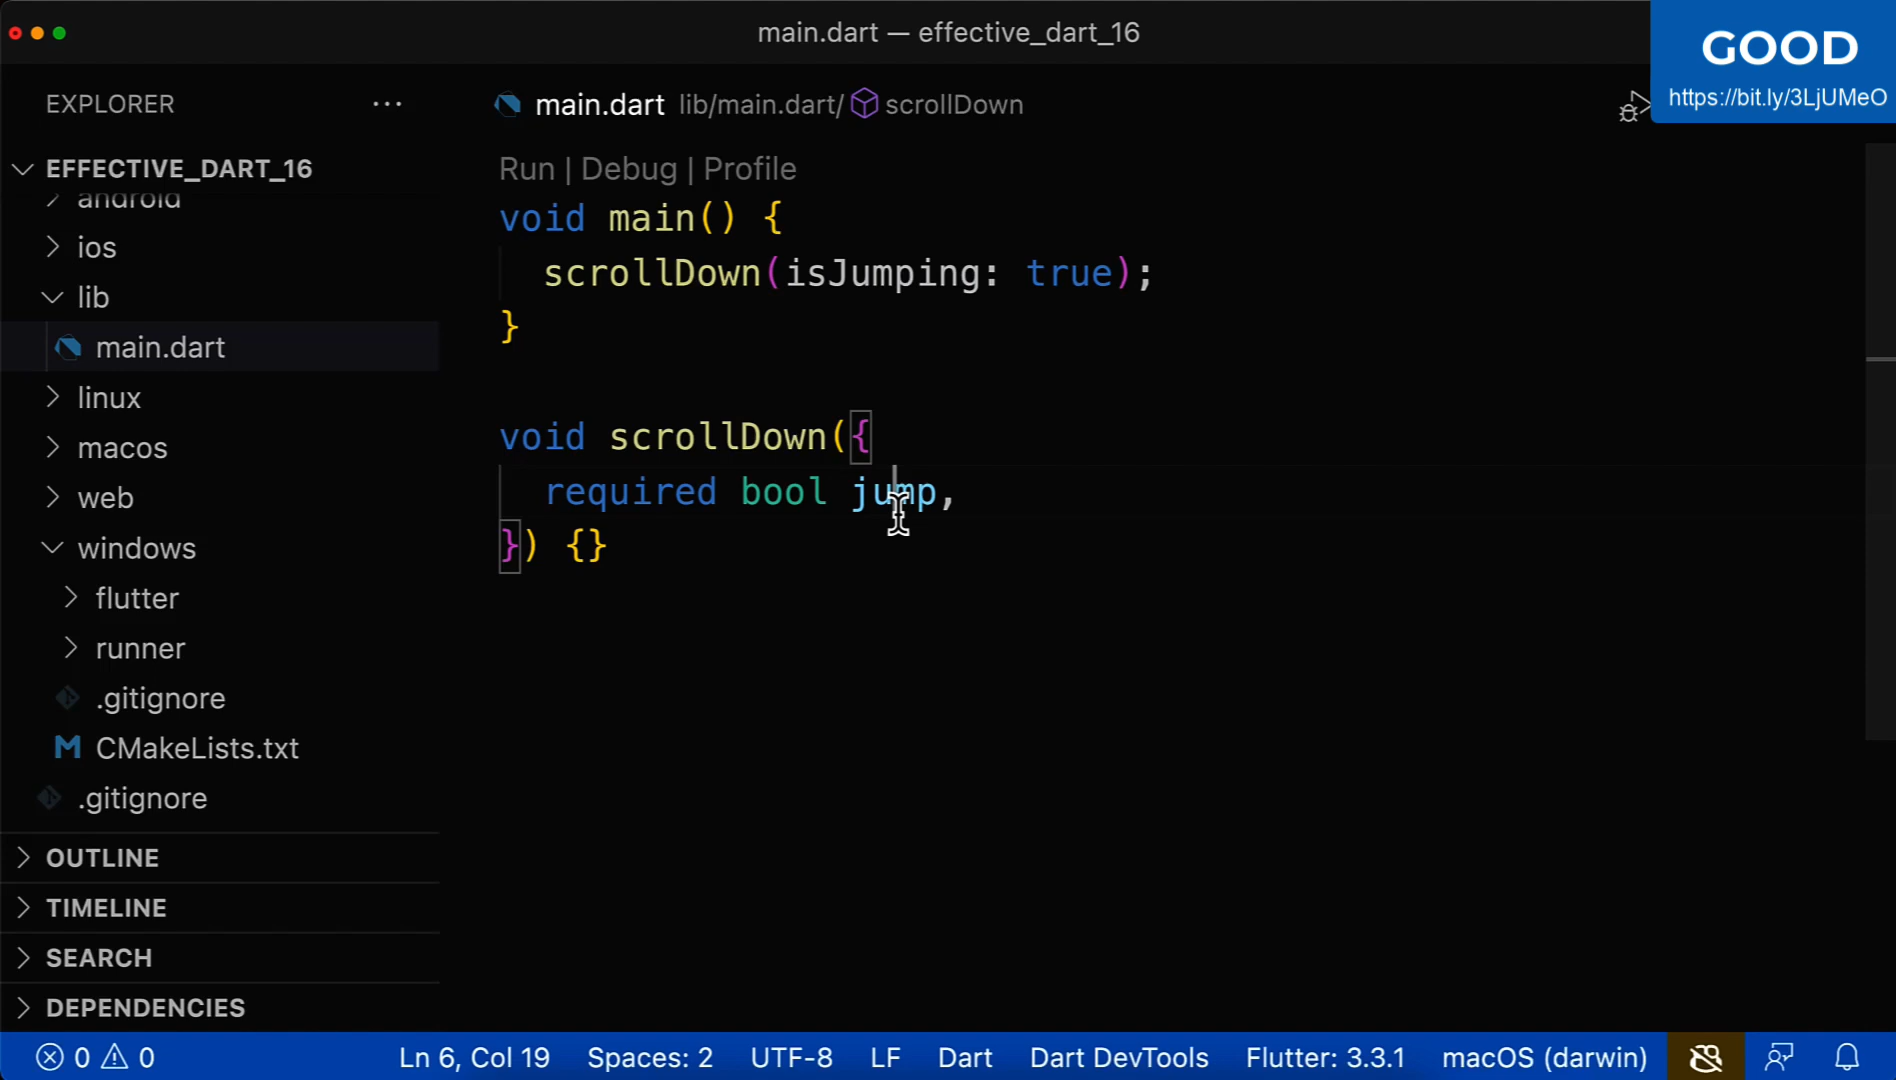 main.dart — effective_dart_16
GOOD
https://bit.ly/3LjUMeO
EXPLORER
EFFECTIVE_DART_16
android
ios
lib
main.dart
linux
macos
web
windows
flutter
runner
.gitignore
CMakeLists.txt
.gitignore
OUTLINE
TIMELINE
SEARCH
DEPENDENCIES
main.dart lib/main.dart/ scrollDown
Run | Debug | Profile
void main() {
scrollDown(isJumping: true);
}
void scrollDown({
required bool jump,
}) {}
0 0 Ln 6, Col 19 Spaces: 2 UTF-8 LF Dart Dart DevTools Flutter: 3.3.1 macOS (darwin)